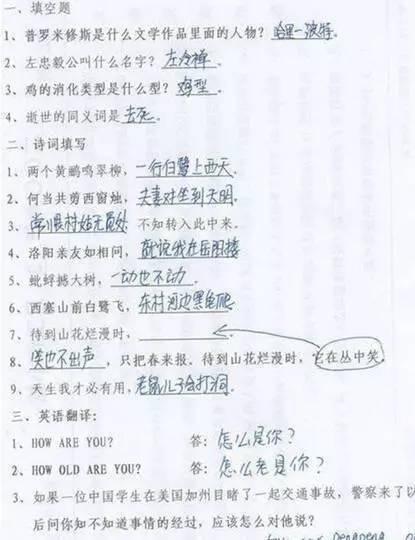 一、填空题
1、普罗米修斯是什么文学作品里面的人物？哈里-波特。
2、左忠毅公叫什么名字？左冷禅。
3、鸡的消化类型是什么型？鸡型。
4、逝世的同义词是去死。
二、诗词填写
1、两个黄鹂鸣翠柳，一行白鹭上西天。
2、何当共剪西窗烛，夫妻对坐到天明。
3、常恨村姑无觅处 不知转入此中来。
4、洛阳亲友如相问，就说我在岳阳楼
5、蚍蜉撼大树，一动也不动。
6、西塞山前白鹭飞，东村河边黑龟爬。
7、待到山花烂漫时，
8、笑也不出声，只把春来报。待到山花烂漫时，它在丛中笑。
9、天生我才必有用，老鼠儿子会打洞。
三、英语翻译：
1、HOW ARE YOU? 答：怎么是你？
2、HOW OLD ARE YOU? 答：怎么老是你？
3、如果一位中国学生在美国加州目睹了一起交通事故，警察来了以
后问你知不知道事情的经过，应该怎么对他说？